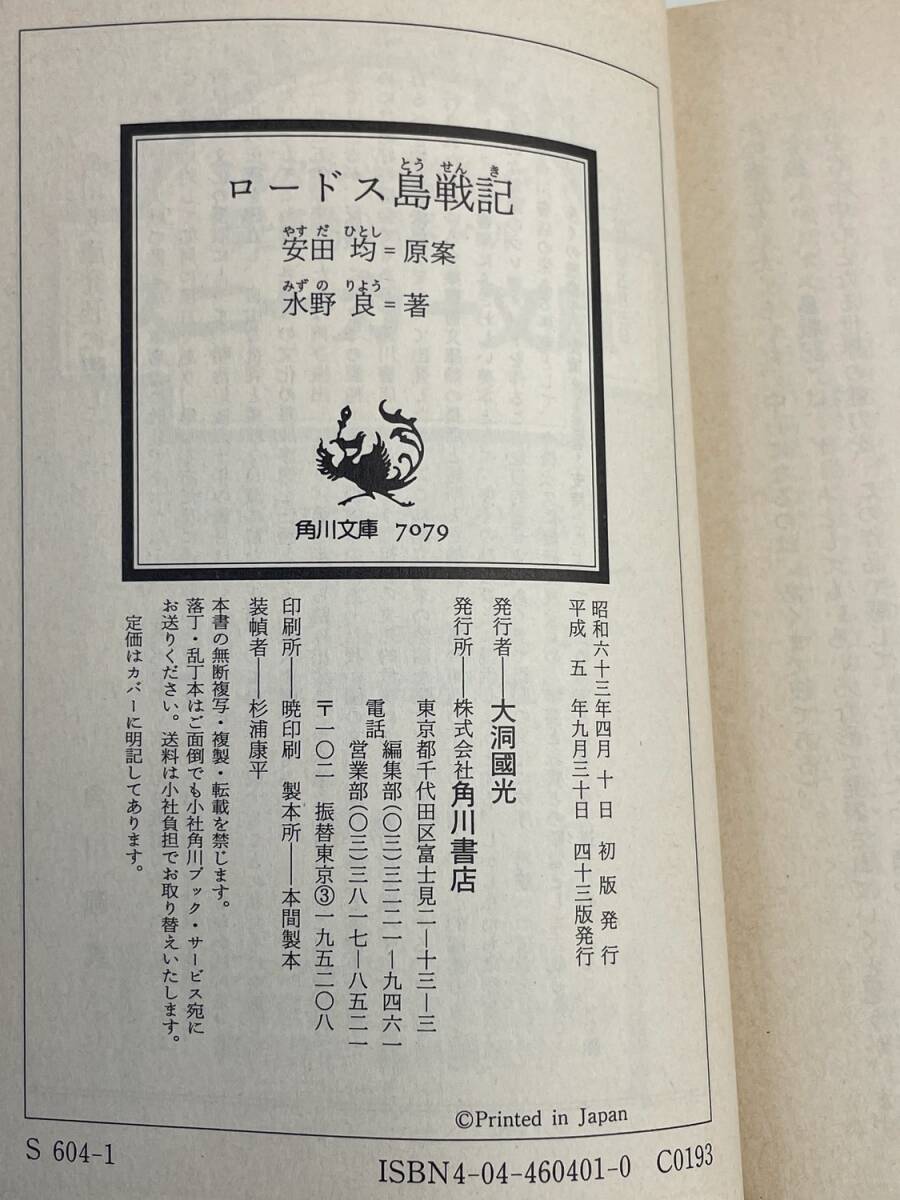 ロードス島戦記
とうせんき
安田 均=原案
やすだ ひとし
水野 良=著
みずの りょう
角川文庫 7079
昭和六十三年四月 十 日 初 版 発 行
平成 五 年九月三十日 四十三版発行
発行者――大洞國光
発行所――株式会社角川書店
東京都千代田区富士見二―十三―三
電話 編集部(〇三)三二二一―九四六一
営業部(〇三)三八一七―八五二一
〒一〇二 振替東京③一九五二〇八
印刷所――暁印刷 製本所――本間製本
装幀者――杉浦康平
本書の無断複写・複製・転載を禁じます。
落丁・乱丁本はご面倒でも小社角川ブック・サービス宛に
お送りください。送料は小社負担でお取り替えいたします。
定価はカバーに明記してあります。
©Printed in Japan
S 604-1
ISBN4-04-460401-0 C0193